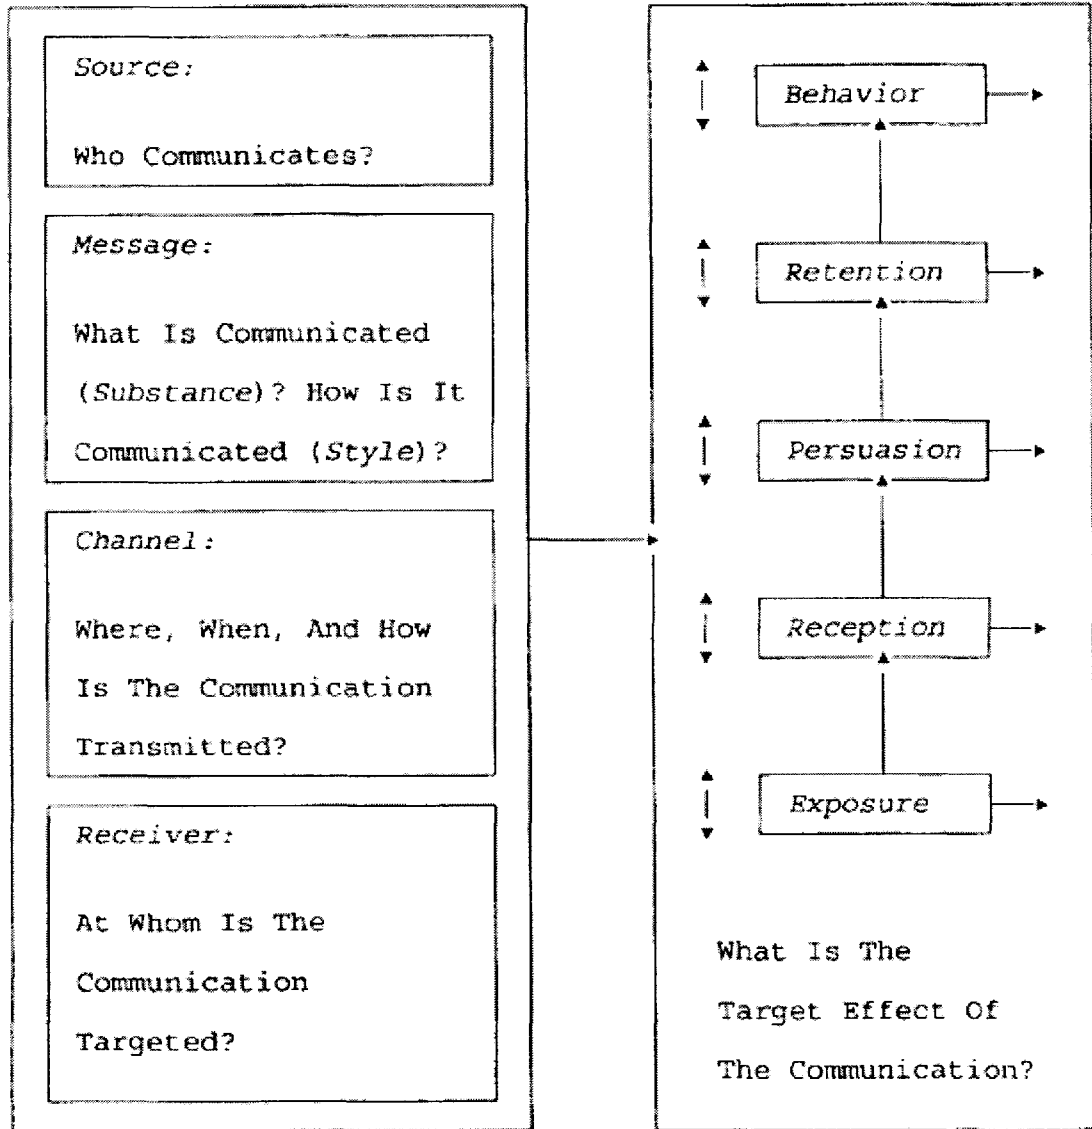 Source:
Who Communicates?
Message:
What Is Communicated
(Substance)? How Is It
Communicated (Style)?
Channel:
Where, When, And How
Is The Communication
Transmitted?
Receiver:
At Whom Is The
Communication
Targeted?
Behavior
Retention
Persuasion
Reception
Exposure
What Is The
Target Effect Of
The Communication?